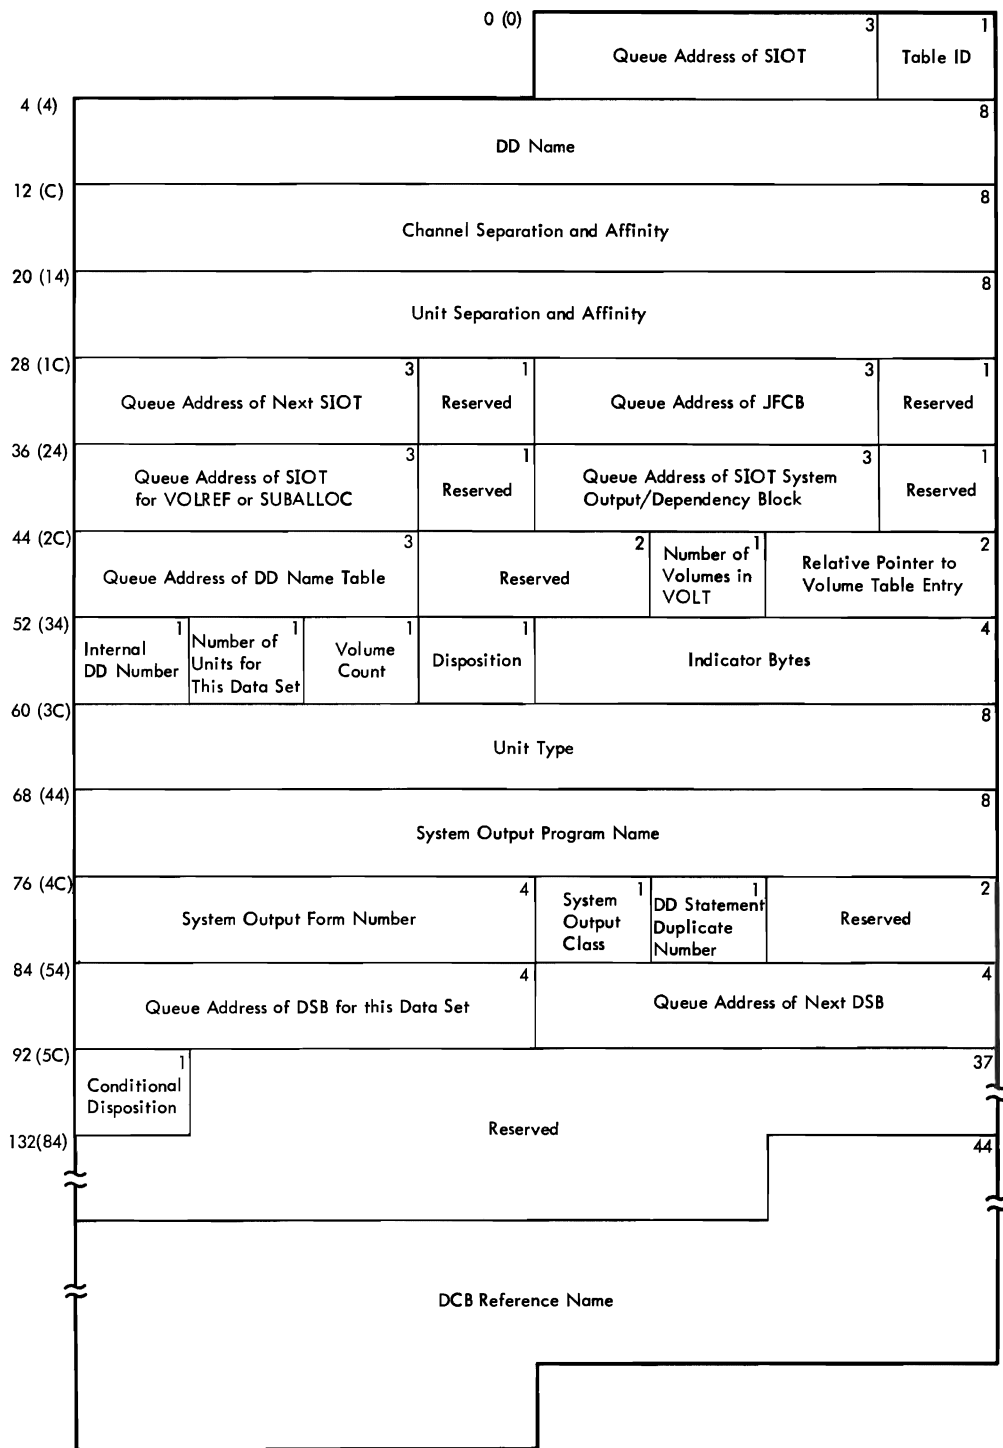 0 (0)
3
1
Queue Address of SIOT
Table ID
4 (4)
8
DD Name
12 (C)
8
Channel Separation and Affinity
20 (14)
8
Unit Separation and Affinity
28 (1C)
3
1
3
1
Queue Address of Next SIOT
Reserved
Queue Address of JFCB
Reserved
36 (24)
3
1
3
1
Queue Address of SIOT
for VOLREF or SUBALLOC
Reserved
Queue Address of SIOT System
Output/Dependency Block
Reserved
44 (2C)
3
2
1
2
Queue Address of DD Name Table
Reserved
Number of
Volumes in
VOLT
Relative Pointer to
Volume Table Entry
52 (34)
1
1
1
1
4
Internal
DD Number
Number of
Units for
This Data Set
Volume
Count
Disposition
Indicator Bytes
60 (3C)
8
Unit Type
68 (44)
8
System Output Program Name
76 (4C)
4
1
1
2
System Output Form Number
System
Output
Class
DD Statement
Duplicate
Number
Reserved
84 (54)
4
4
Queue Address of DSB for this Data Set
Queue Address of Next DSB
92 (5C)
1
37
Conditional
Disposition
Reserved
132(84)
44
DCB Reference Name